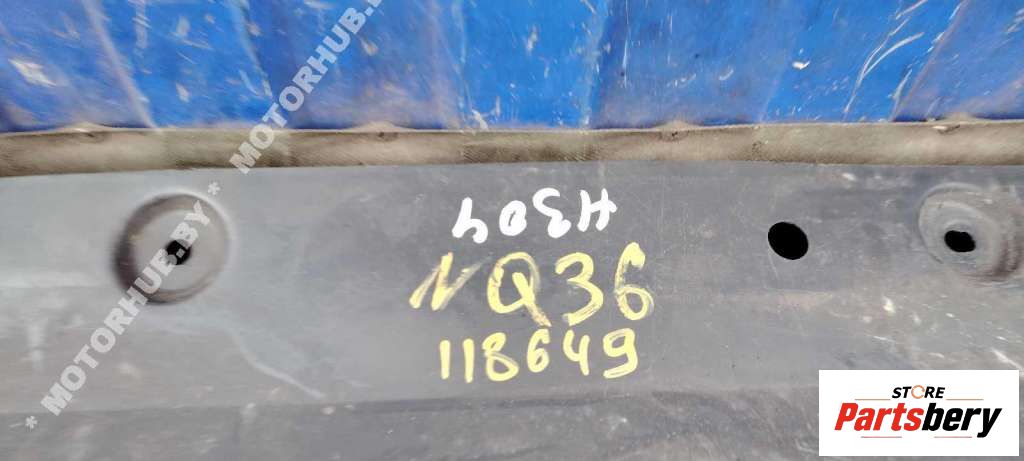 * MOTORHUB.BY * MOTORHUB.BY
H304
NQ36
118649
STORE
Partsbery